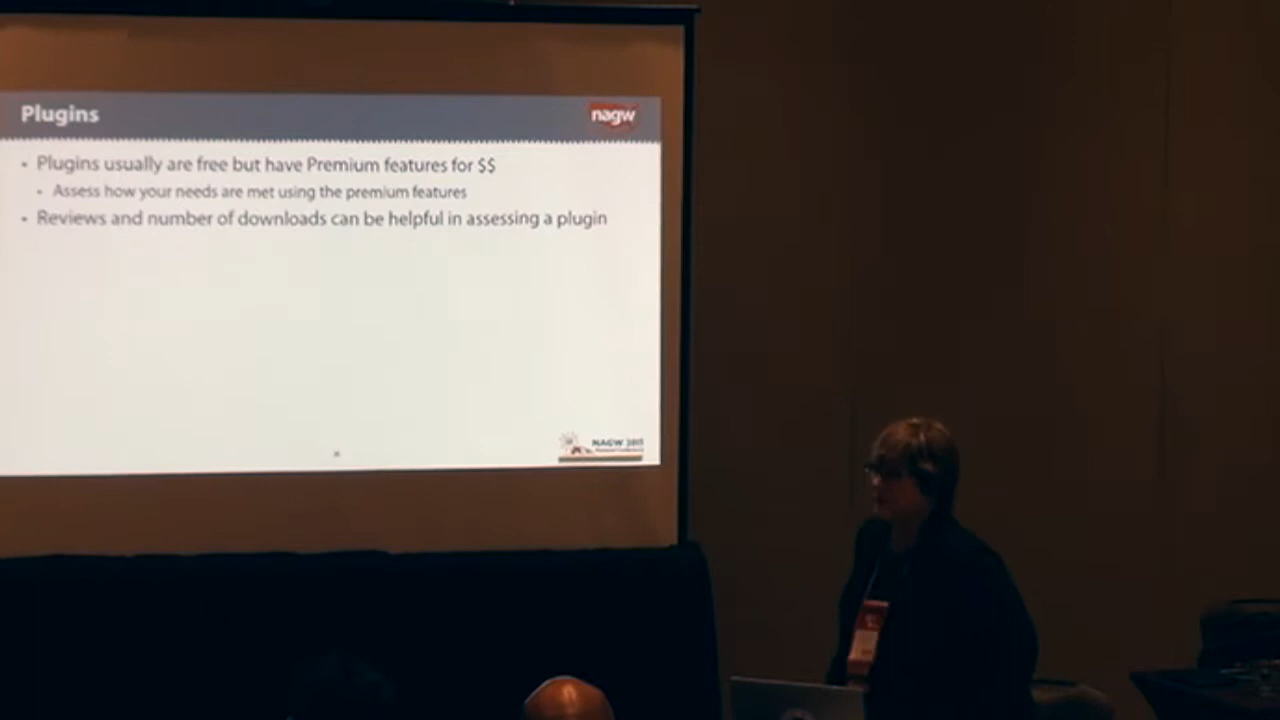 Plugins
nagw
• Plugins usually are free but have Premium features for $$
• Assess how your needs are met using the premium features
• Reviews and number of downloads can be helpful in assessing a plugin
NAGW 2015